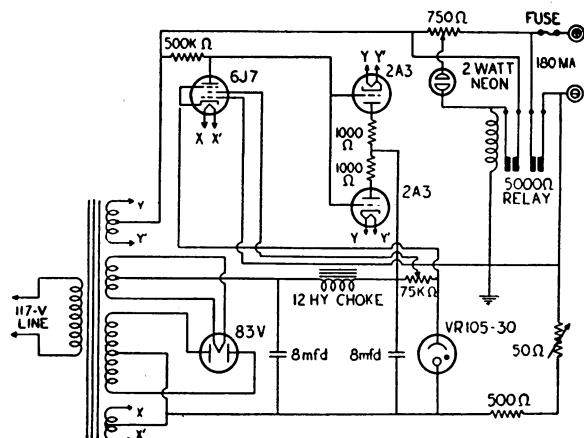 750Ω
FUSE
500K Ω
6J7
Y Y'
2A3
2 WATT
NEON
180 MA
X X'
1000
Ω
1000
Ω
2A3
5000Ω
RELAY
Y
Y'
Y Y'
117-V
LINE
12 HY CHOKE
75KΩ
83V
8mfd
8mfd
VR105-30
50Ω
500Ω
X
X'